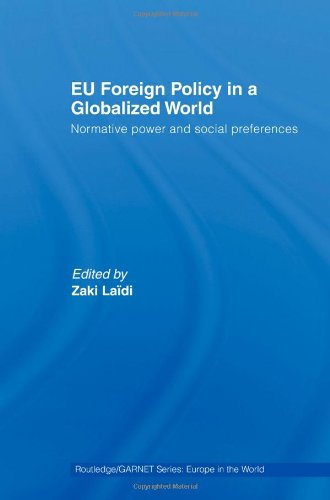 EU Foreign Policy in a
Globalized World
Normative power and social preferences
Edited by
Zaki Laïdi
Routledge/GARNET Series: Europe in the World